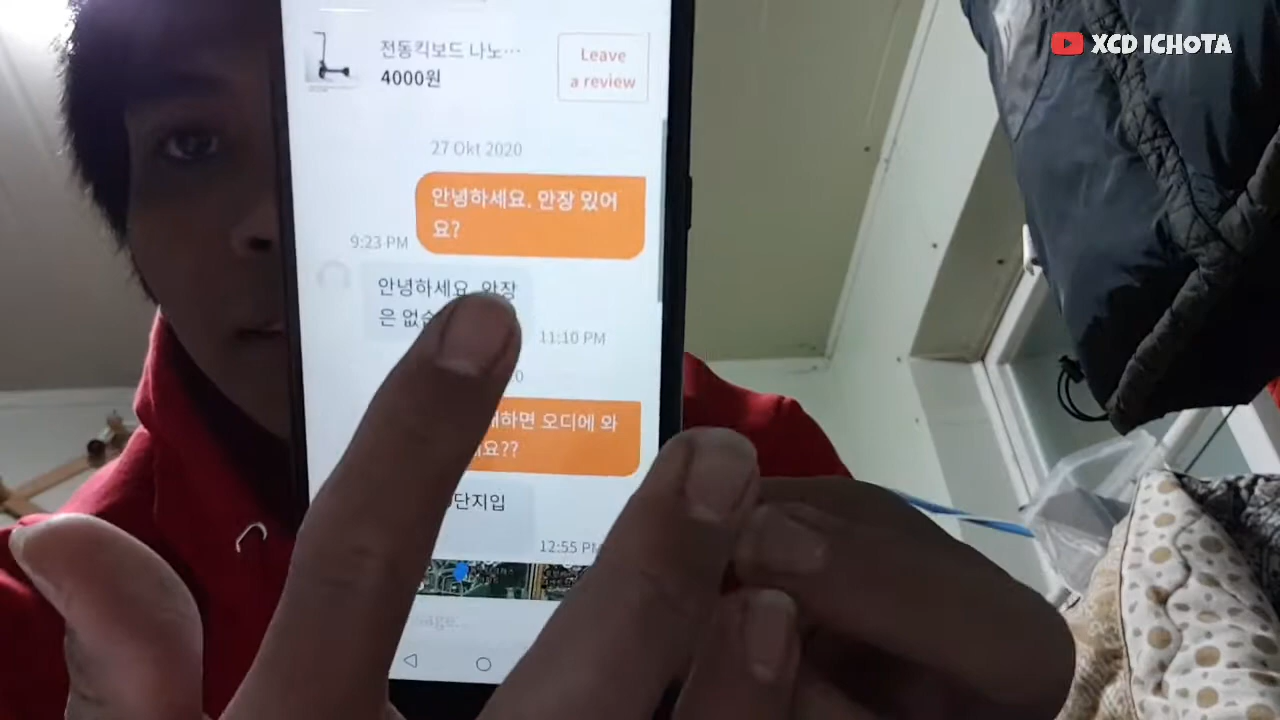 XCD ICHOTA
전동킥보드 나노…
4000원
Leave
a review
27 Okt 2020
안녕하세요. 안장 있어
요?
9:23 PM
안녕하세요 안장
은 없
11:10 PM
하면 오디에 와
요??
단지입
12:55 PM